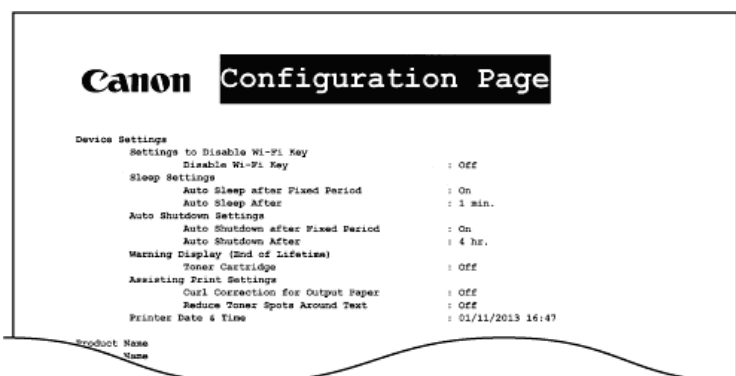 Canon Configuration Page
Device Settings
Settings to Disable Wi-Fi Key
Disable Wi-Fi Key : Off
Sleep Settings
Auto Sleep after Fixed Period : On
Auto Sleep After : 1 min.
Auto Shutdown Settings
Auto Shutdown after Fixed Period : On
Auto Shutdown After : 4 hr.
Warning Display (End of Lifetime)
Toner Cartridge : Off
Assisting Print Settings
Curl Correction for Output Paper : Off
Reduce Toner Spots Around Text : Off
Printer Date & Time : 01/11/2013 16:47
Product Name
Name